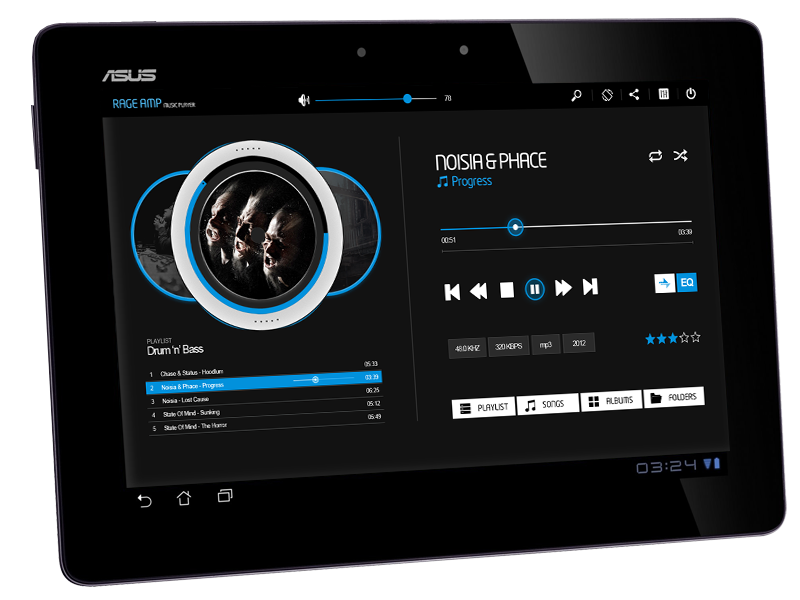 ASUS
RAGE AMP MUSIC PLAYER
78
NOISIA & PHACE
Progress
00:51
03:39
EQ
48.0 KHZ
320 KBPS
mp3
2012
PLAYLIST
Drum 'n' Bass
1 Chase & Status - Hoodlum 05:33
2 Noisia & Phace - Progress 03:39
3 Noisia - Lost Cause 06:25
4 State Of Mind - Sunking 05:12
5 State Of Mind - The Horror 05:49
PLAYLIST
SONGS
ALBUMS
FOLDERS
03:24